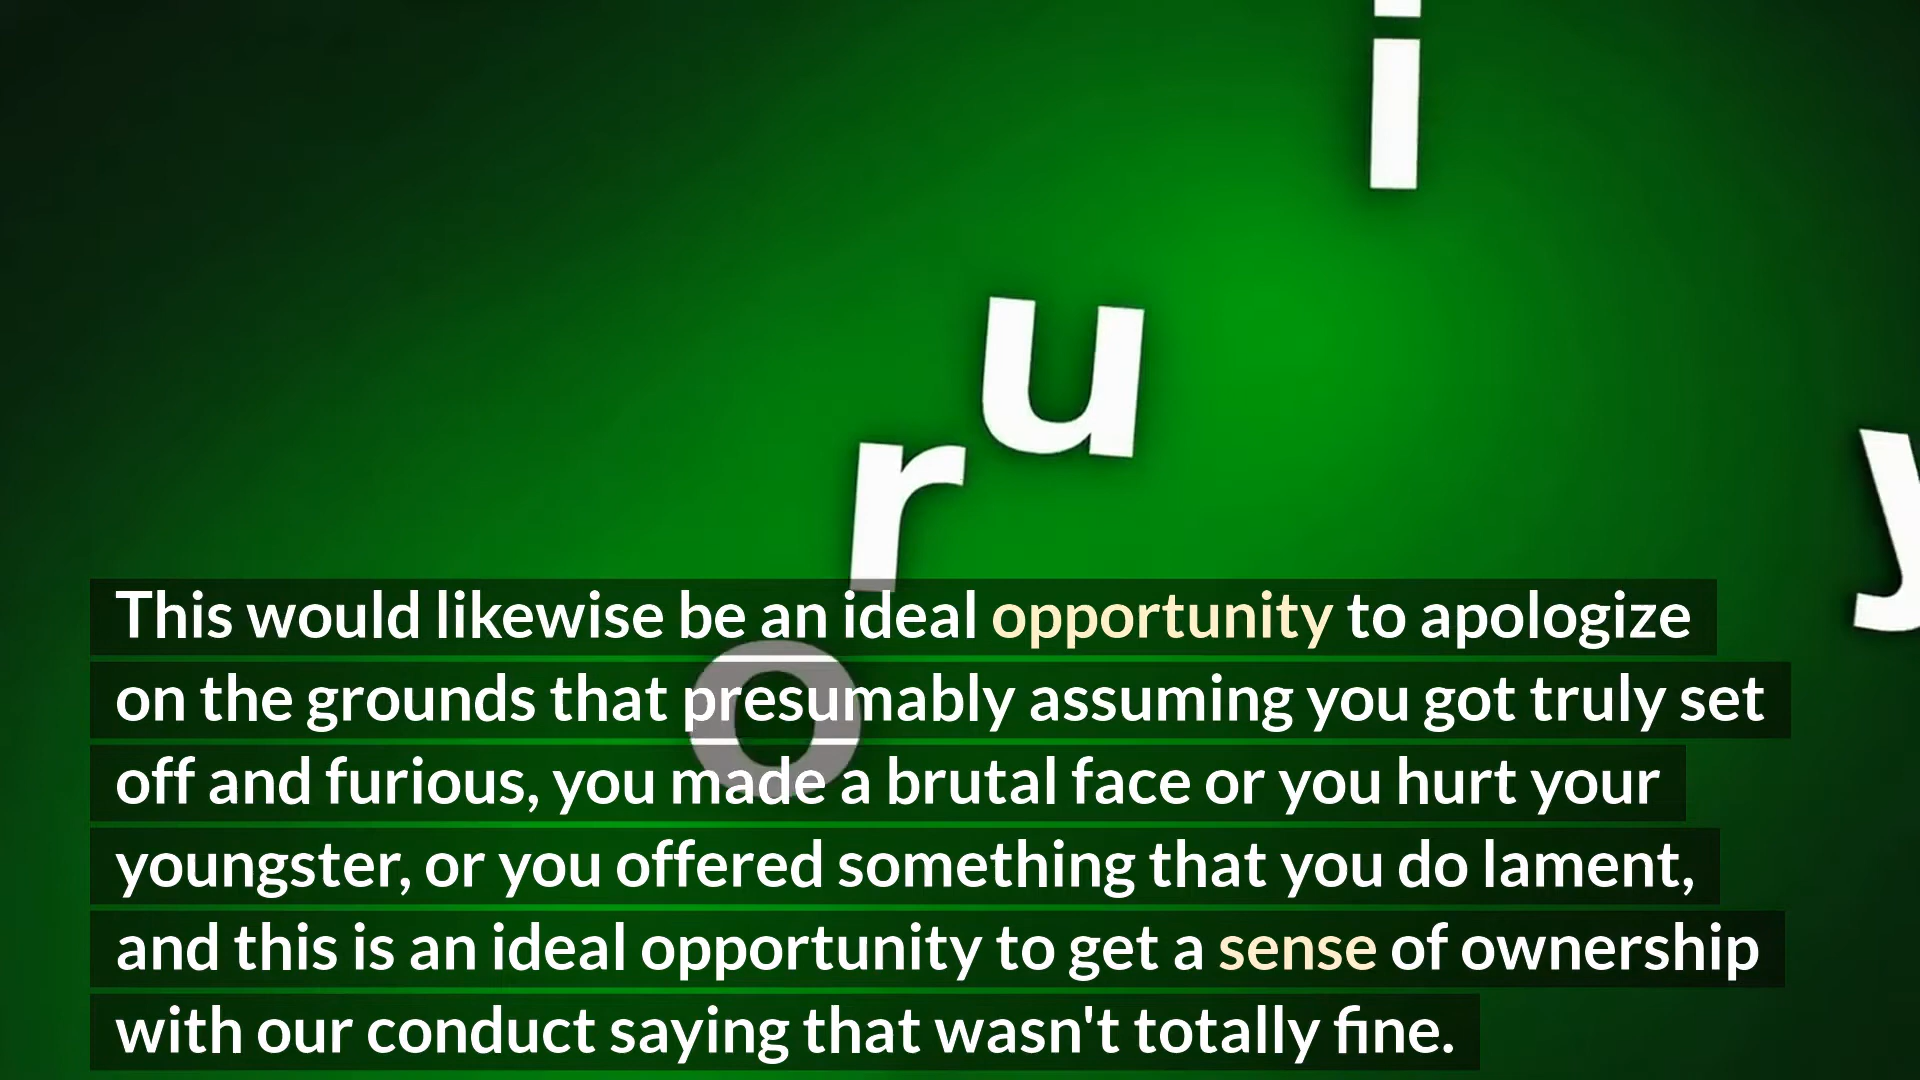 i
u
r
y
o
This would likewise be an ideal opportunity to apologize
on the grounds that presumably assuming you got truly set
off and furious, you made a brutal face or you hurt your
youngster, or you offered something that you do lament,
and this is an ideal opportunity to get a sense of ownership
with our conduct saying that wasn't totally fine.